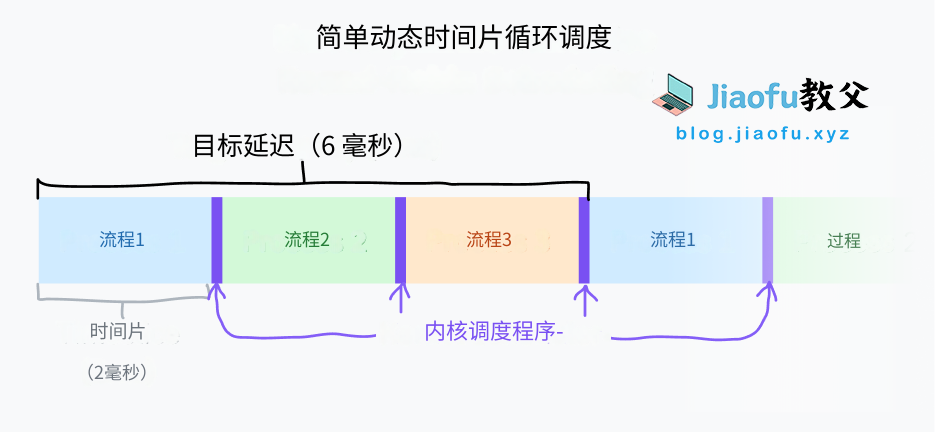 简单动态时间片循环调度
Jiaofu教父
blog.jiaofu.xyz
目标延迟（6 毫秒）
流程1
流程2
流程3
流程1
过程
时间片
（2毫秒）
内核调度程序-